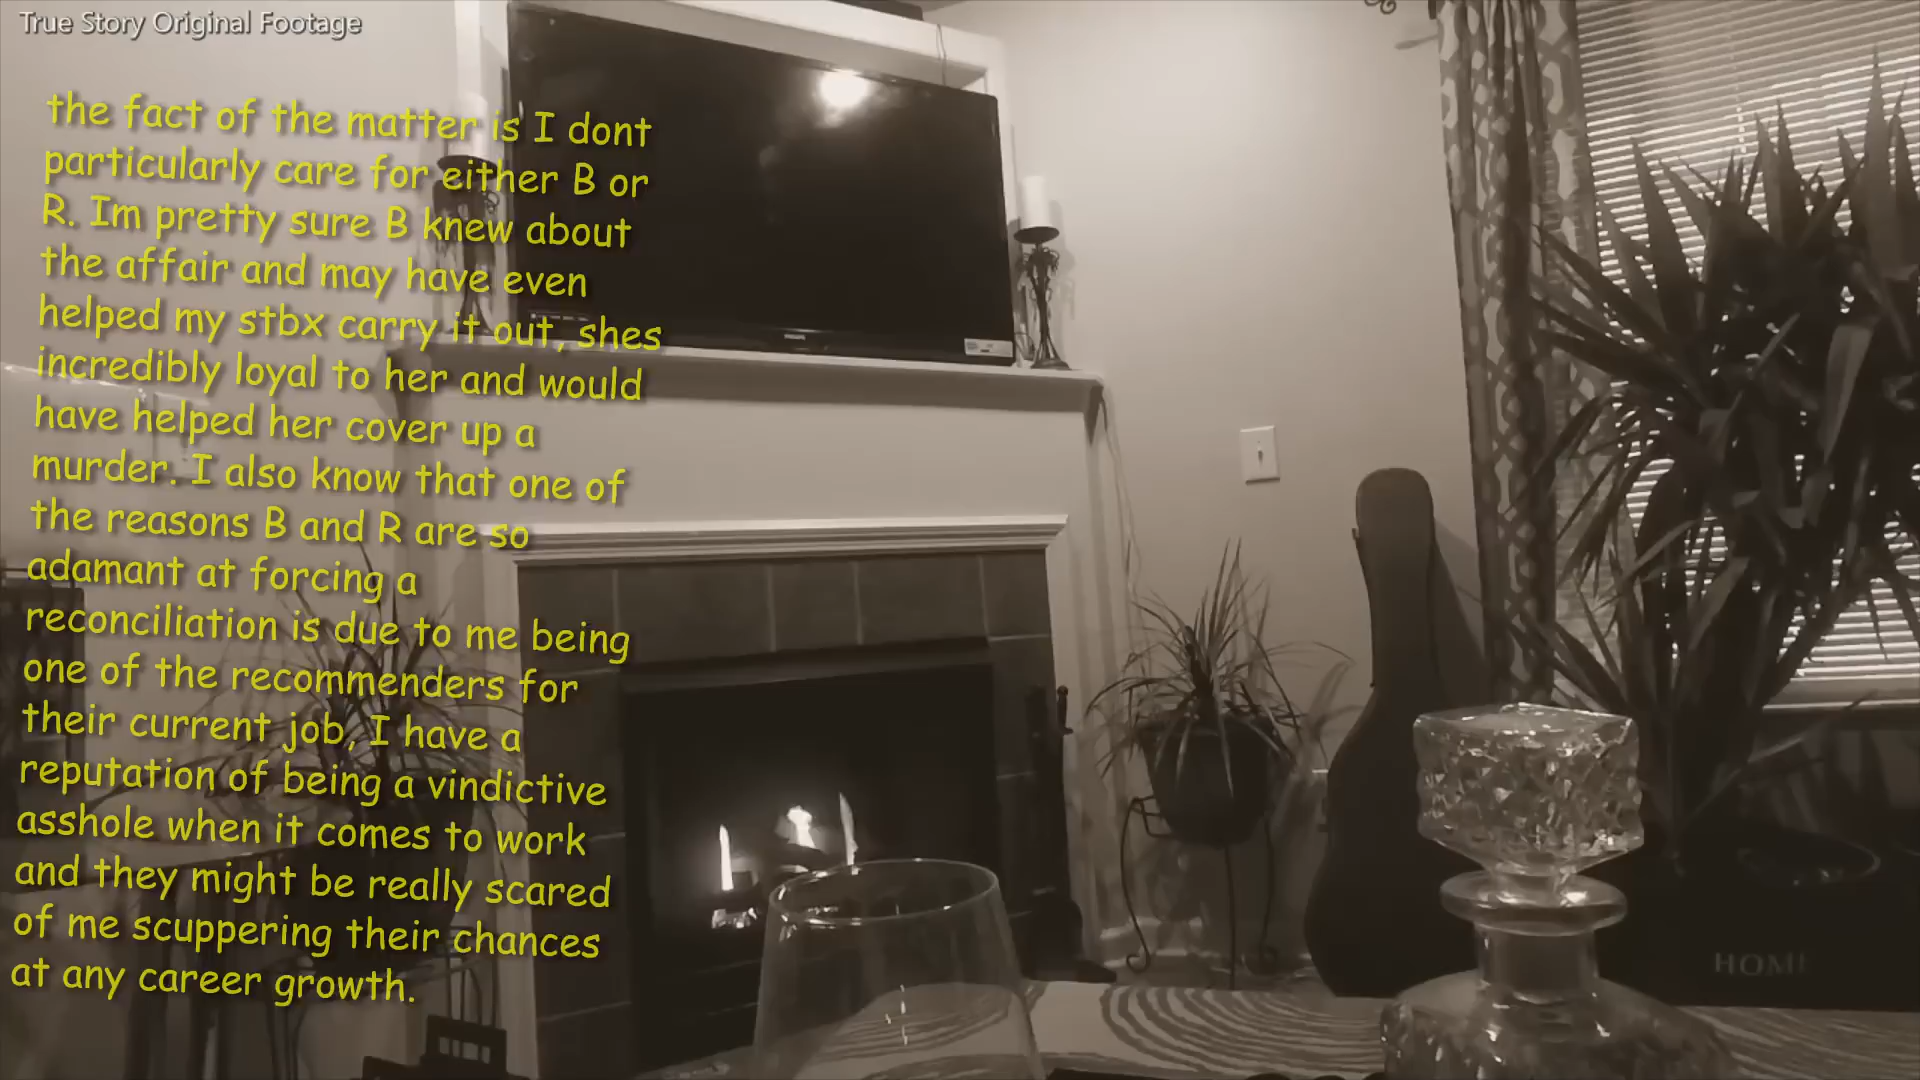 True Story Original Footage
the fact of the matter is I dont
particularly care for either B or
R. Im pretty sure B knew about
the affair and may have even
helped my stbx carry it out, shes
incredibly loyal to her and would
have helped her cover up a
murder. I also know that one of
the reasons B and R are so
adamant at forcing a
reconciliation is due to me being
one of the recommenders for
their current job, I have a
reputation of being a vindictive
asshole when it comes to work
and they might be really scared
of me scuppering their chances
at any career growth.
HOME